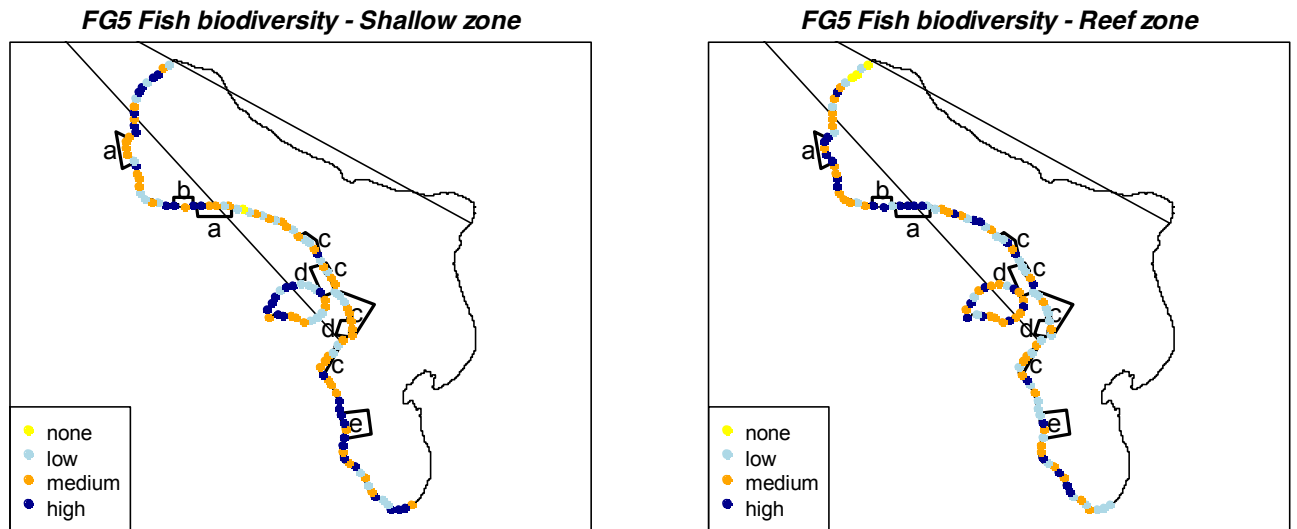 FG5 Fish biodiversity - Shallow zone
a
b
a
c
c
d
c
d
c
e
none
low
medium
high
FG5 Fish biodiversity - Reef zone
a
b
a
c
c
d
c
d
c
e
none
low
medium
high